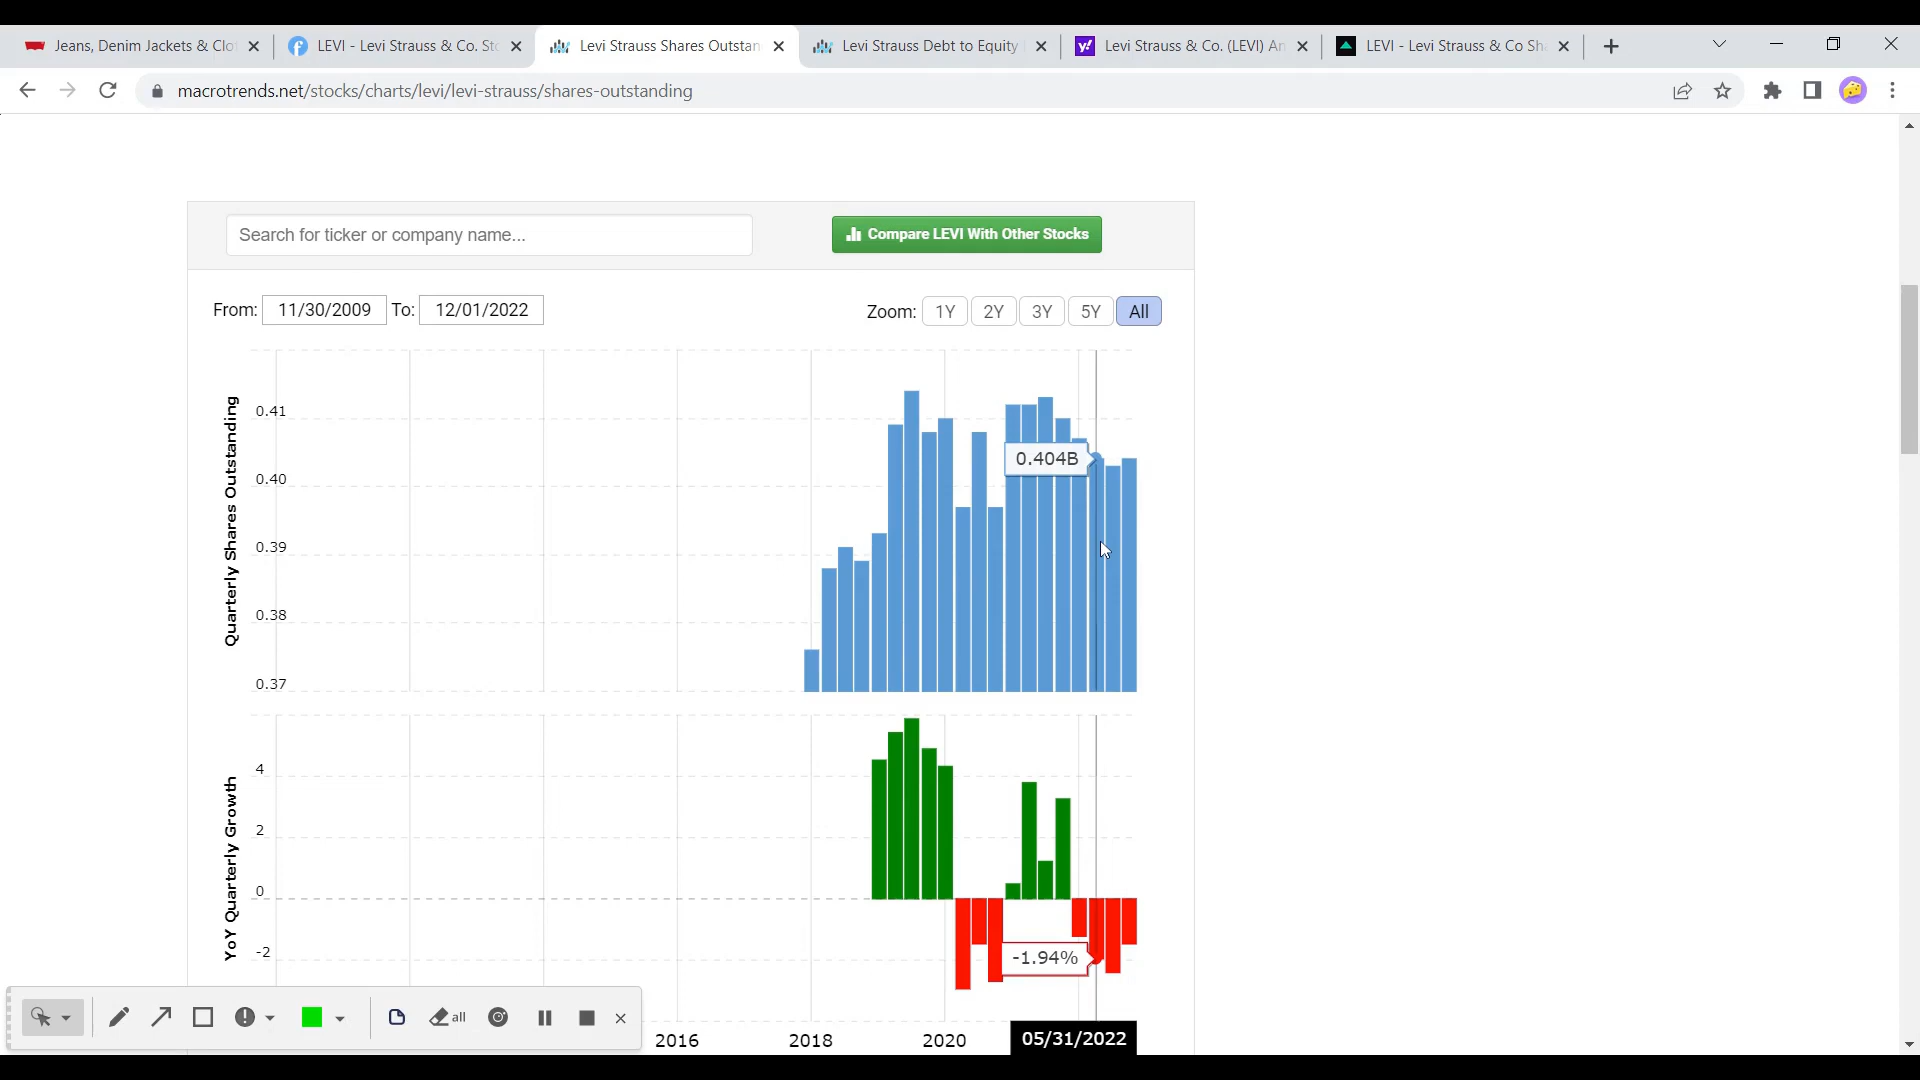 Jeans, Denim Jackets & Clo
LEVI - Levi Strauss & Co. Sto
Levi Strauss Shares Outstan
Levi Strauss Debt to Equity
Levi Strauss & Co. (LEVI) An
LEVI - Levi Strauss & Co Sh
macrotrends.net/stocks/charts/levi/levi-strauss/shares-outstanding
Search for ticker or company name...
Compare LEVI With Other Stocks
From: 11/30/2009 To: 12/01/2022
Zoom: 1Y 2Y 3Y 5Y All
Quarterly Shares Outstanding
0.41
0.40
0.39
0.38
0.37
0.404B
YoY Quarterly Growth
4
2
0
-2
-1.94%
all
2016
2018
2020
05/31/2022